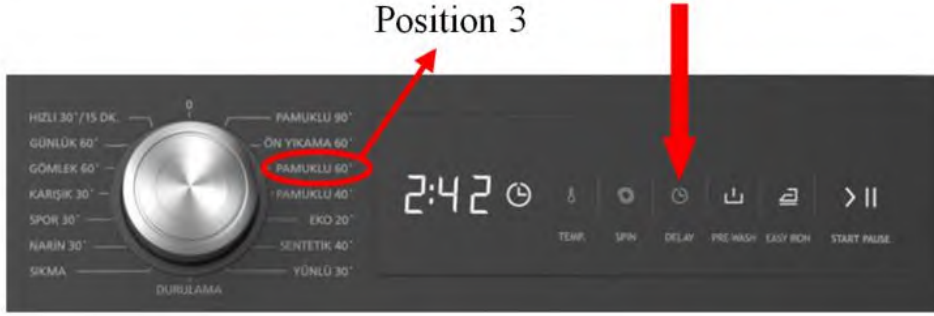 Position 3
0
HIZLI 30°/15 DK.
GÜNLÜK 60°
GÖMLEK 60°
KARIŞIK 30°
SPOR 30°
NARİN 30°
SIKMA
DURULAMA
PAMUKLU 90°
ÖN YIKAMA 60°
PAMUKLU 60°
PAMUKLU 40°
EKO 20°
SENTETİK 40°
YÜNLÜ 30°
2:42
TEMP.
SPIN
DELAY
PRE-WASH
EASY IRON
START PAUSE